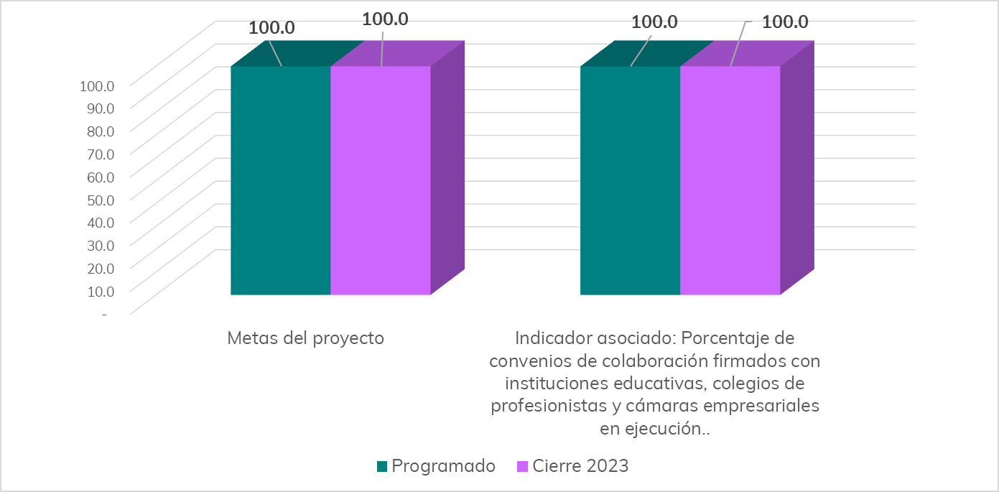 100.0
100.0
100.0
100.0
100.0
90.0
80.0
70.0
60.0
50.0
40.0
30.0
20.0
10.0
-
Metas del proyecto
Indicador asociado: Porcentaje de
convenios de colaboración firmados con
instituciones educativas, colegios de
profesionistas y cámaras empresariales
en ejecución..
Programado
Cierre 2023